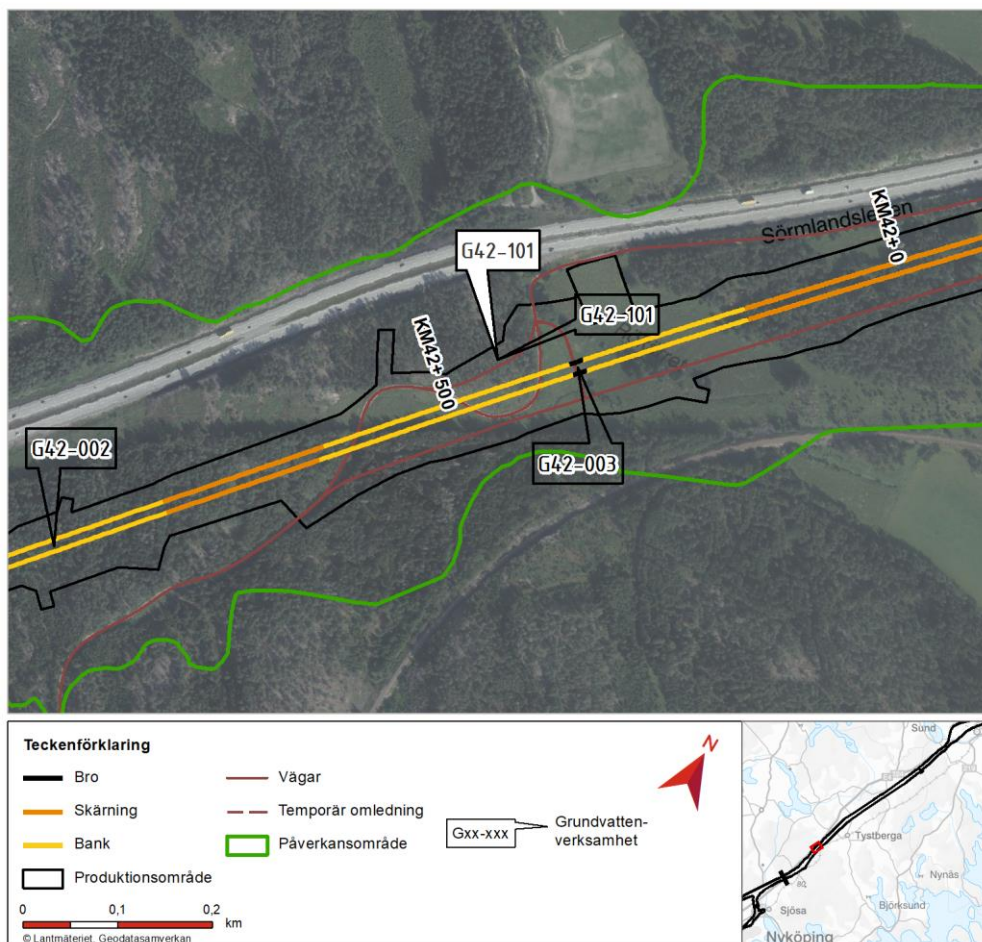 KM42+ 0
Sörmlandsleden
G42-101
G42-101
KM42+ 500
G42-002
G42-003
Teckenförklaring
Bro
Skärning
Bank
Produktionsområde
Vägar
Temporär omledning
Påverkansområde
Gxx-xxx
Grundvatten-
verksamhet
N
0
0,1
0,2
km
© Lantmäteriet, Geodatasamverkan
Sund
Tystberga
Nynäs
Björksund
Sjösa
Nyköping